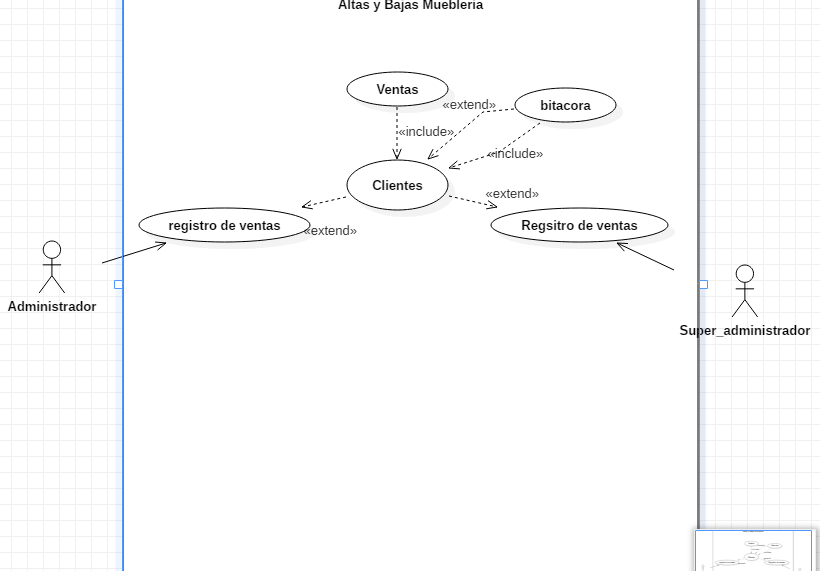 Altas y Bajas Muebleria
Ventas
«extend»
bitacora
«include»
«include»
Clientes
«extend»
registro de ventas
Regsitro de ventas
«extend»
Administrador
Super_administrador